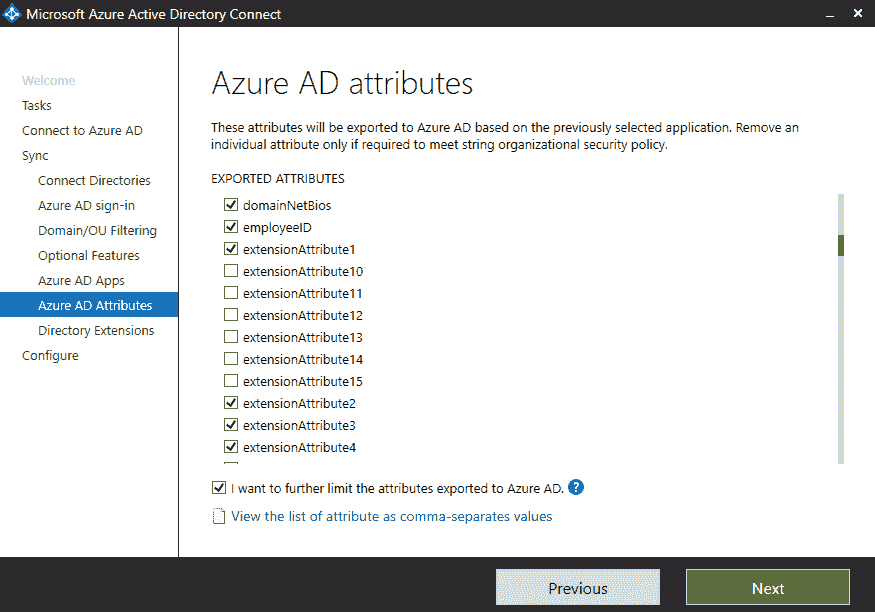 Microsoft Azure Active Directory Connect
Welcome
Tasks
Connect to Azure AD
Sync
Connect Directories
Azure AD sign-in
Domain/OU Filtering
Optional Features
Azure AD Apps
Azure AD Attributes
Directory Extensions
Configure
Azure AD attributes
These attributes will be exported to Azure AD based on the previously selected application. Remove an
individual attribute only if required to meet string organizational security policy.
EXPORTED ATTRIBUTES
domainNetBios
employeeID
extensionAttribute1
extensionAttribute10
extensionAttribute11
extensionAttribute12
extensionAttribute13
extensionAttribute14
extensionAttribute15
extensionAttribute2
extensionAttribute3
extensionAttribute4
I want to further limit the attributes exported to Azure AD. ?
View the list of attribute as comma-separates values
Previous
Next